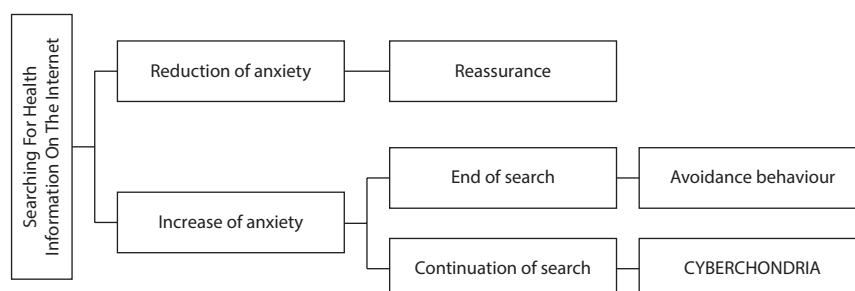 Searching For Health
Information On The Internet
Reduction of anxiety
Reassurance
Increase of anxiety
End of search
Avoidance behaviour
Continuation of search
CYBERCHONDRIA